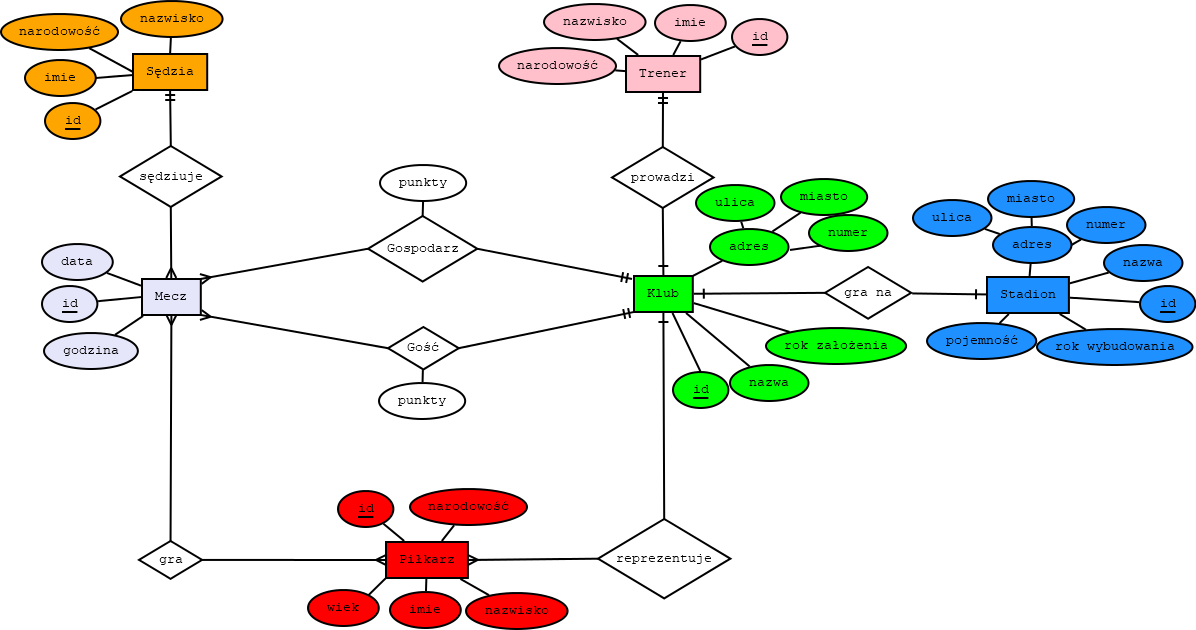 nazwisko
narodowość
imie
id
Sędzia
sędziuje
nazwisko
imie
id
narodowość
Trener
prowadzi
punkty
Gospodarz
data
id
godzina
Mecz
Gość
punkty
ulica
miasto
numer
adres
Klub
gra na
rok założenia
nazwa
id
ulica
miasto
numer
adres
nazwa
Stadion
id
pojemność
rok wybudowania
id
narodowość
gra
Piłkarz
reprezentuje
wiek
imie
nazwisko